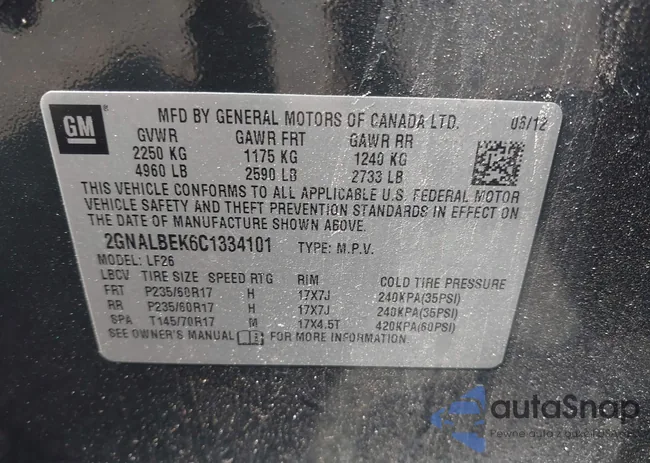 GM ®
MFD BY GENERAL MOTORS OF CANADA LTD. 06/12
GVWR GAWR FRT GAWR RR
2250 KG 1175 KG 1240 KG
4960 LB 2590 LB 2733 LB
THIS VEHICLE CONFORMS TO ALL APPLICABLE U.S. FEDERAL MOTOR
VEHICLE SAFETY AND THEFT PREVENTION STANDARDS IN EFFECT ON
THE DATE OF MANUFACTURE SHOWN ABOVE.
2GNALBEK6C1334101 TYPE: M.P.V.
MODEL: LF26
LBCV TIRE SIZE SPEED RTG RIM COLD TIRE PRESSURE
FRT P235/60R17 H 17X7J 240KPA(35PSI)
RR P235/60R17 H 17X7J 240KPA(35PSI)
SPA T145/70R17 M 17X4.5T 420KPA(60PSI)
SEE OWNER'S MANUAL FOR MORE INFORMATION
autaSnap
Pewne auta z